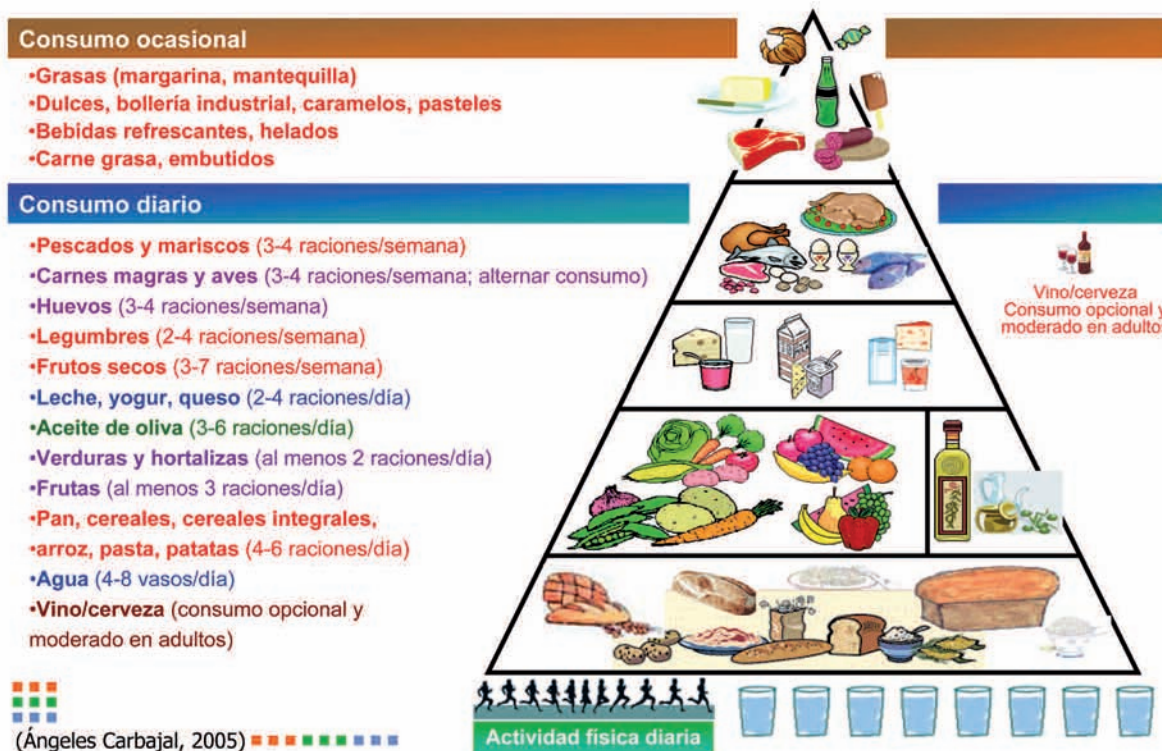 Consumo ocasional
•Grasas (margarina, mantequilla)
•Dulces, bollería industrial, caramelos, pasteles
•Bebidas refrescantes, helados
•Carne grasa, embutidos
Consumo diario
•Pescados y mariscos (3-4 raciones/semana)
•Carnes magras y aves (3-4 raciones/semana; alternar consumo)
•Huevos (3-4 raciones/semana)
•Legumbres (2-4 raciones/semana)
•Frutos secos (3-7 raciones/semana)
•Leche, yogur, queso (2-4 raciones/día)
•Aceite de oliva (3-6 raciones/día)
•Verduras y hortalizas (al menos 2 raciones/día)
•Frutas (al menos 3 raciones/día)
•Pan, cereales, cereales integrales,
arroz, pasta, patatas (4-6 raciones/día)
•Agua (4-8 vasos/día)
•Vino/cerveza (consumo opcional y
moderado en adultos)
Vino/cerveza
Consumo opcional y
moderado en adulto
Actividad física diaria
(Ángeles Carbajal, 2005)